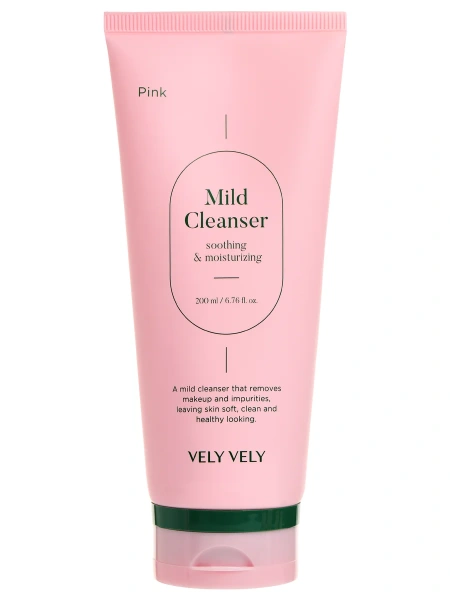 Pink
Mild
Cleanser
soothing
& moisturizing
200 ml / 6.76 fl. oz.
A mild cleanser that removes
makeup and impurities,
leaving skin soft, clean and
healthy looking.
VELY VELY